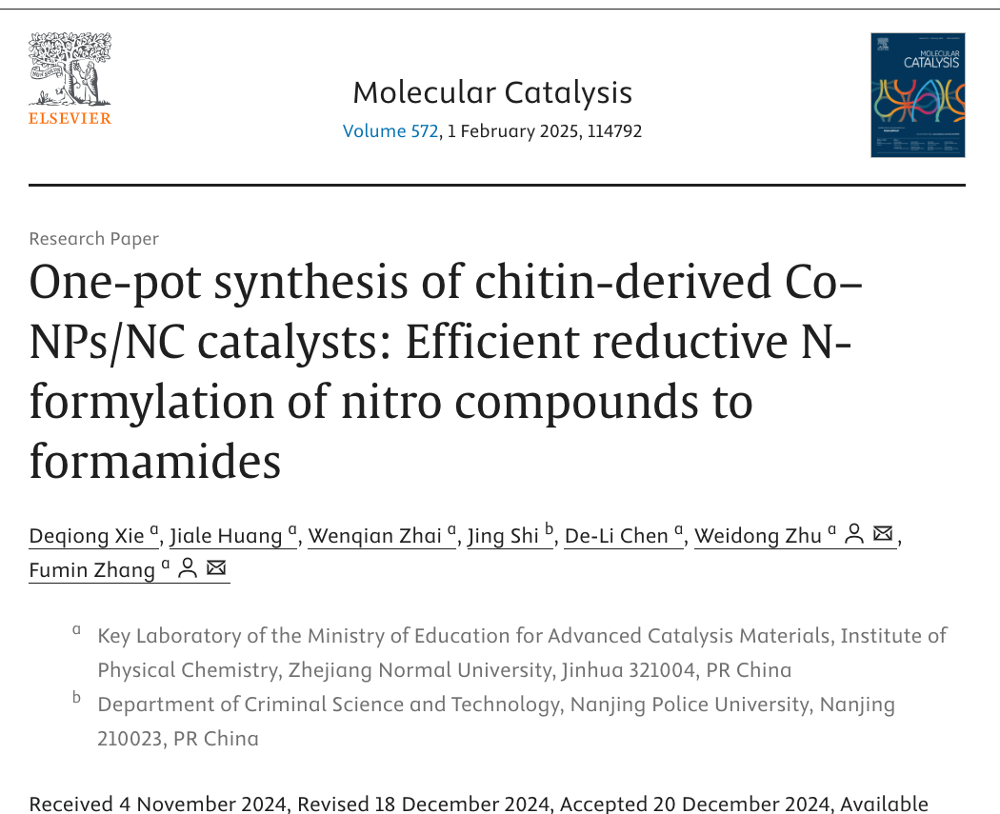 ELSEVIER
Molecular Catalysis
Volume 572, 1 February 2025, 114792
MOLECULAR
CATALYSIS
Research Paper
One-pot synthesis of chitin-derived Co–
NPs/NC catalysts: Efficient reductive N-
formylation of nitro compounds to
formamides
Deqiong Xie a, Jiale Huang a, Wenqian Zhai a, Jing Shi b, De-Li Chen a, Weidong Zhu a,
Fumin Zhang a
a Key Laboratory of the Ministry of Education for Advanced Catalysis Materials, Institute of
Physical Chemistry, Zhejiang Normal University, Jinhua 321004, PR China
b Department of Criminal Science and Technology, Nanjing Police University, Nanjing
210023, PR China
Received 4 November 2024, Revised 18 December 2024, Accepted 20 December 2024, Available